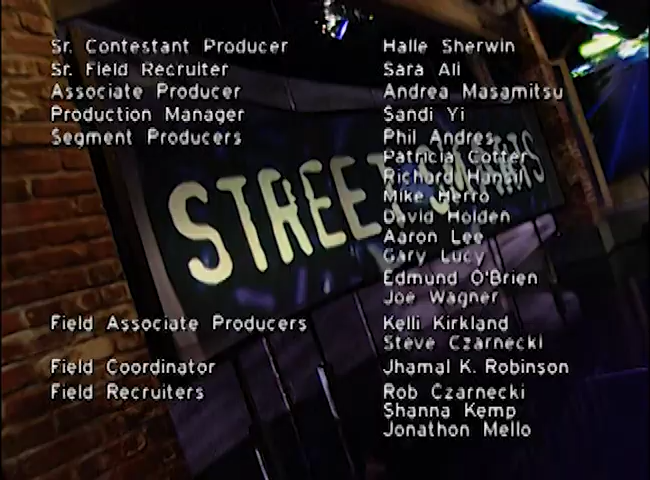 Sr. Contestant Producer Halle Sherwin
Sr. Field Recruiter Sara Ali
Associate Producer Andrea Masamitsu
Production Manager Sandi Yi
Segment Producers Phil Andres
Patricia Cotter
Richard
Mike Herro
David Holden
Aaron Lee
Gary Lucy
Edmund O'Brien
Joe Wagner
STREET SMARTS
Field Associate Producers Kelli Kirkland
Steve Czarnecki
Field Coordinator Jhamal K. Robinson
Field Recruiters Rob Czarnecki
Shanna Kemp
Jonathon Mello